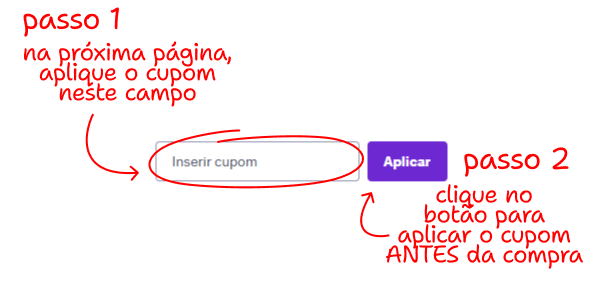 passo 1
na próxima página,
aplique o cupom
neste campo
Inserir cupom
Aplicar
passo 2
clique no
botão para
aplicar o cupom
ANTES da compra